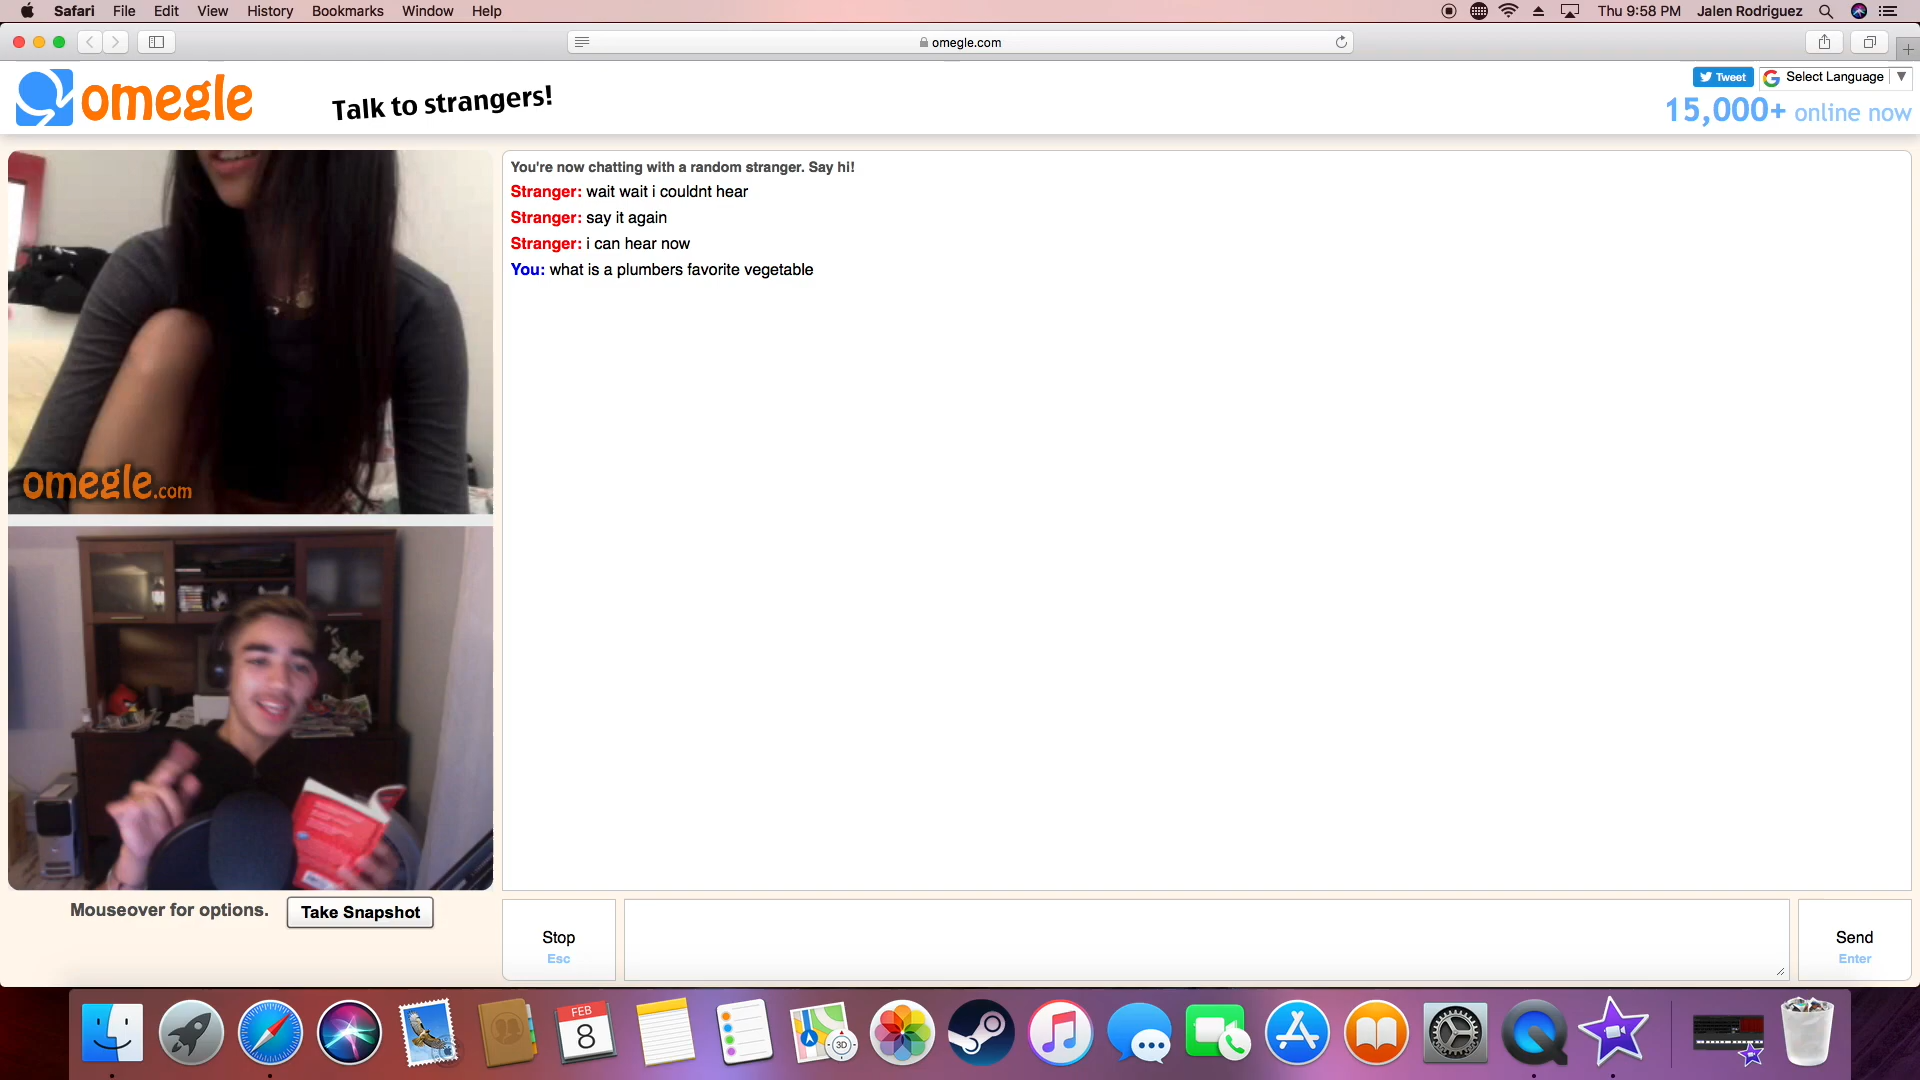 Safari File Edit View History Bookmarks Window Help
Thu 9:58 PM Jalen Rodriguez
omegle.com
omegle
Talk to strangers!
Tweet
Select Language ▼
15,000+ online now
omegle.com
You're now chatting with a random stranger. Say hi!
Stranger: wait wait i couldnt hear
Stranger: say it again
Stranger: i can hear now
You: what is a plumbers favorite vegetable
Mouseover for options.
Take Snapshot
Stop
Esc
Send
Enter
FEB
8
3D